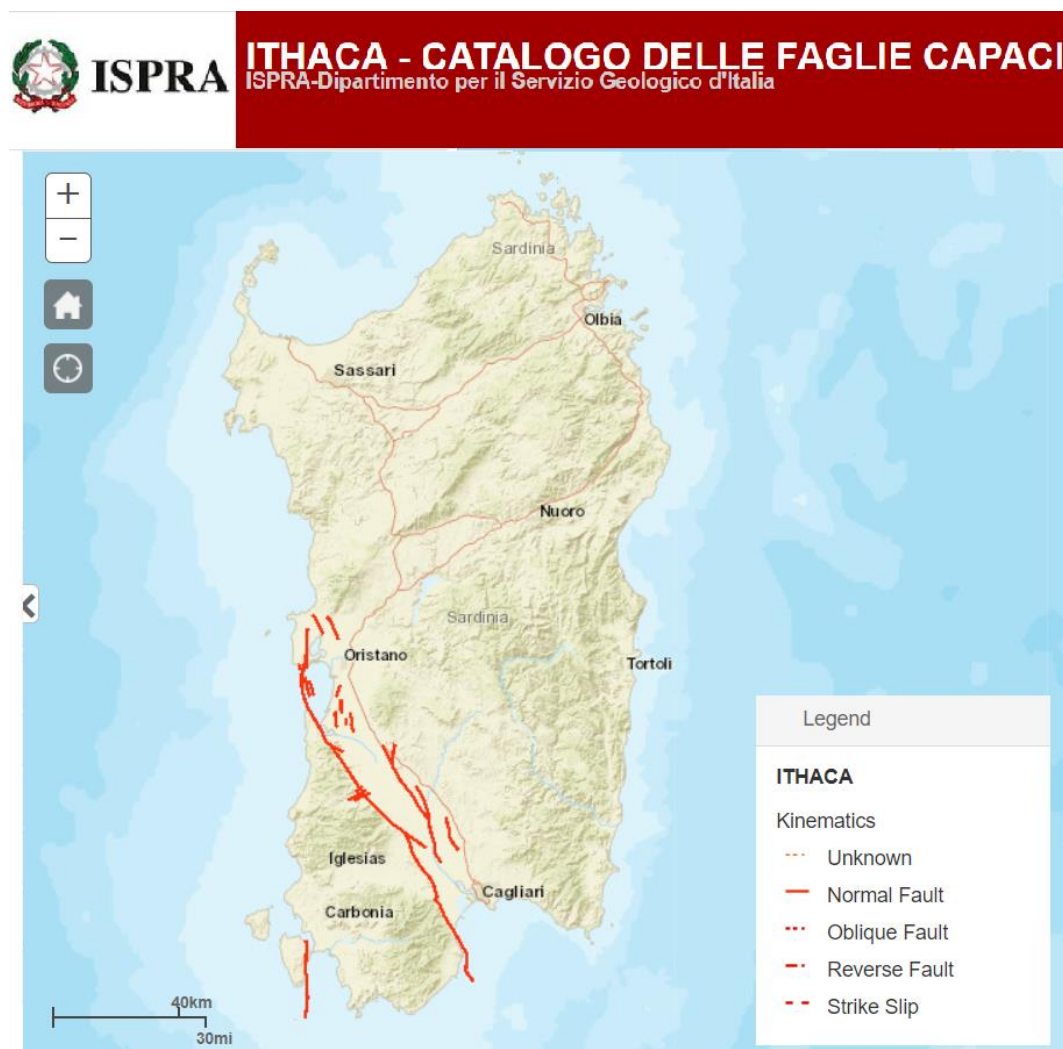 ISPRA
ITHACA - CATALOGO DELLE FAGLIE CAPACI
ISPRA-Dipartimento per il Servizio Geologico d'Italia
+
−
Sardinia
Olbia
Sassari
Nuoro
Sardinia
Oristano
Tortoli
Iglesias
Cagliari
Carbonia
40km
30mi
Legend
ITHACA
Kinematics
Unknown
Normal Fault
Oblique Fault
Reverse Fault
Strike Slip